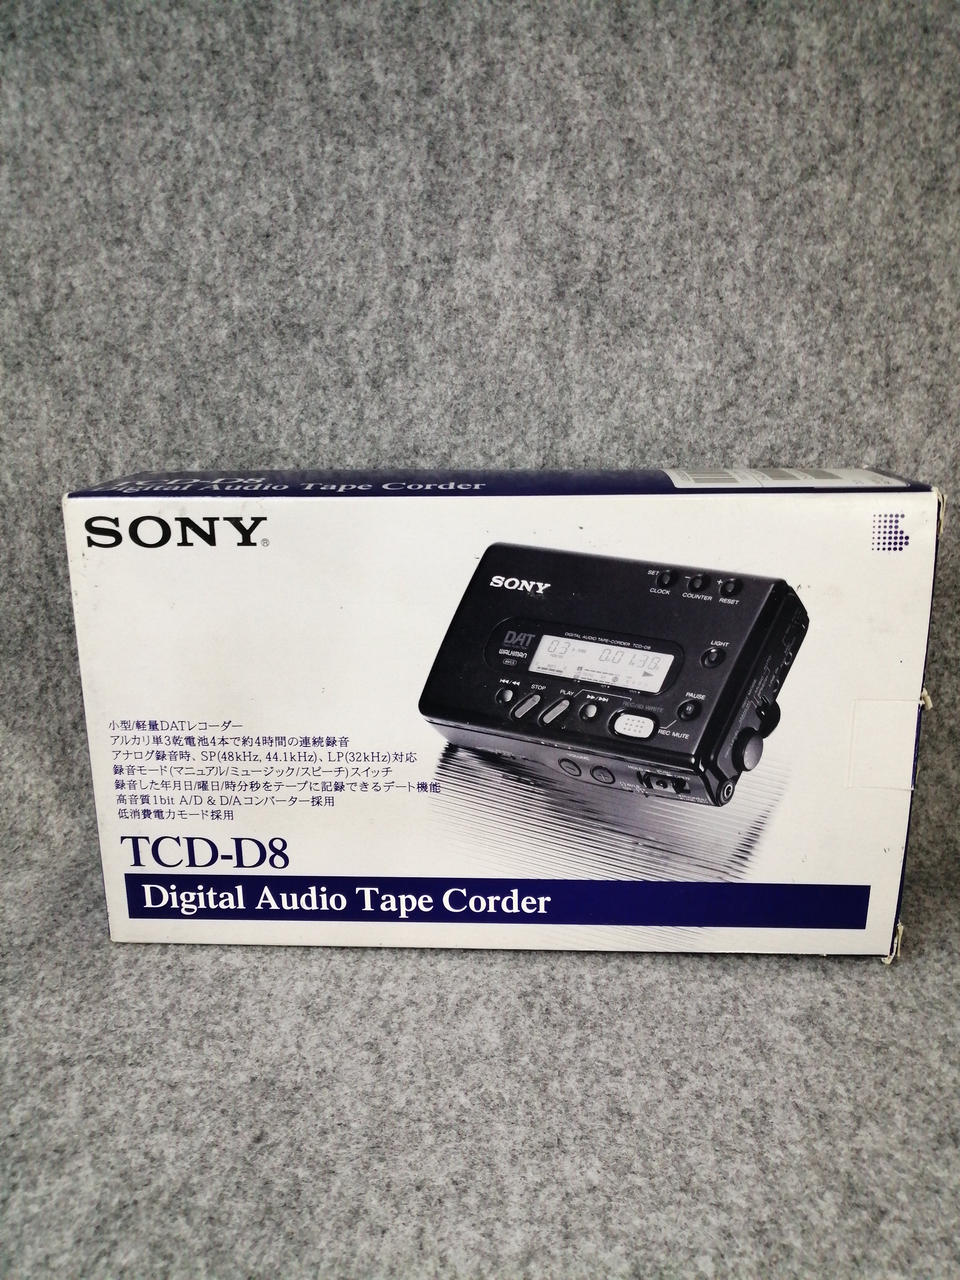 TCD-D8
Digital Audio Tape Corder
SONY®
SONY
SET
CLOCK
- COUNTER
+ RESET
LIGHT
DIGITAL AUDIO TAPE-CORDER TCD-D8
DAT
WALKMAN
STOP
PLAY
PAUSE
REC MUTE
小型/軽量DATレコーダー
アルカリ単3乾電池4本で約4時間の連続録音
アナログ録音時、SP(48kHz, 44.1kHz)、LP(32kHz)対応
録音モード(マニュアル/ミュージック/スピーチ)スイッチ
録音した年月日/曜日/時分秒をテープに記録できるデート機能
高音質1bit A/D & D/Aコンバーター採用
低消費電力モード採用
TCD-D8
Digital Audio Tape Corder